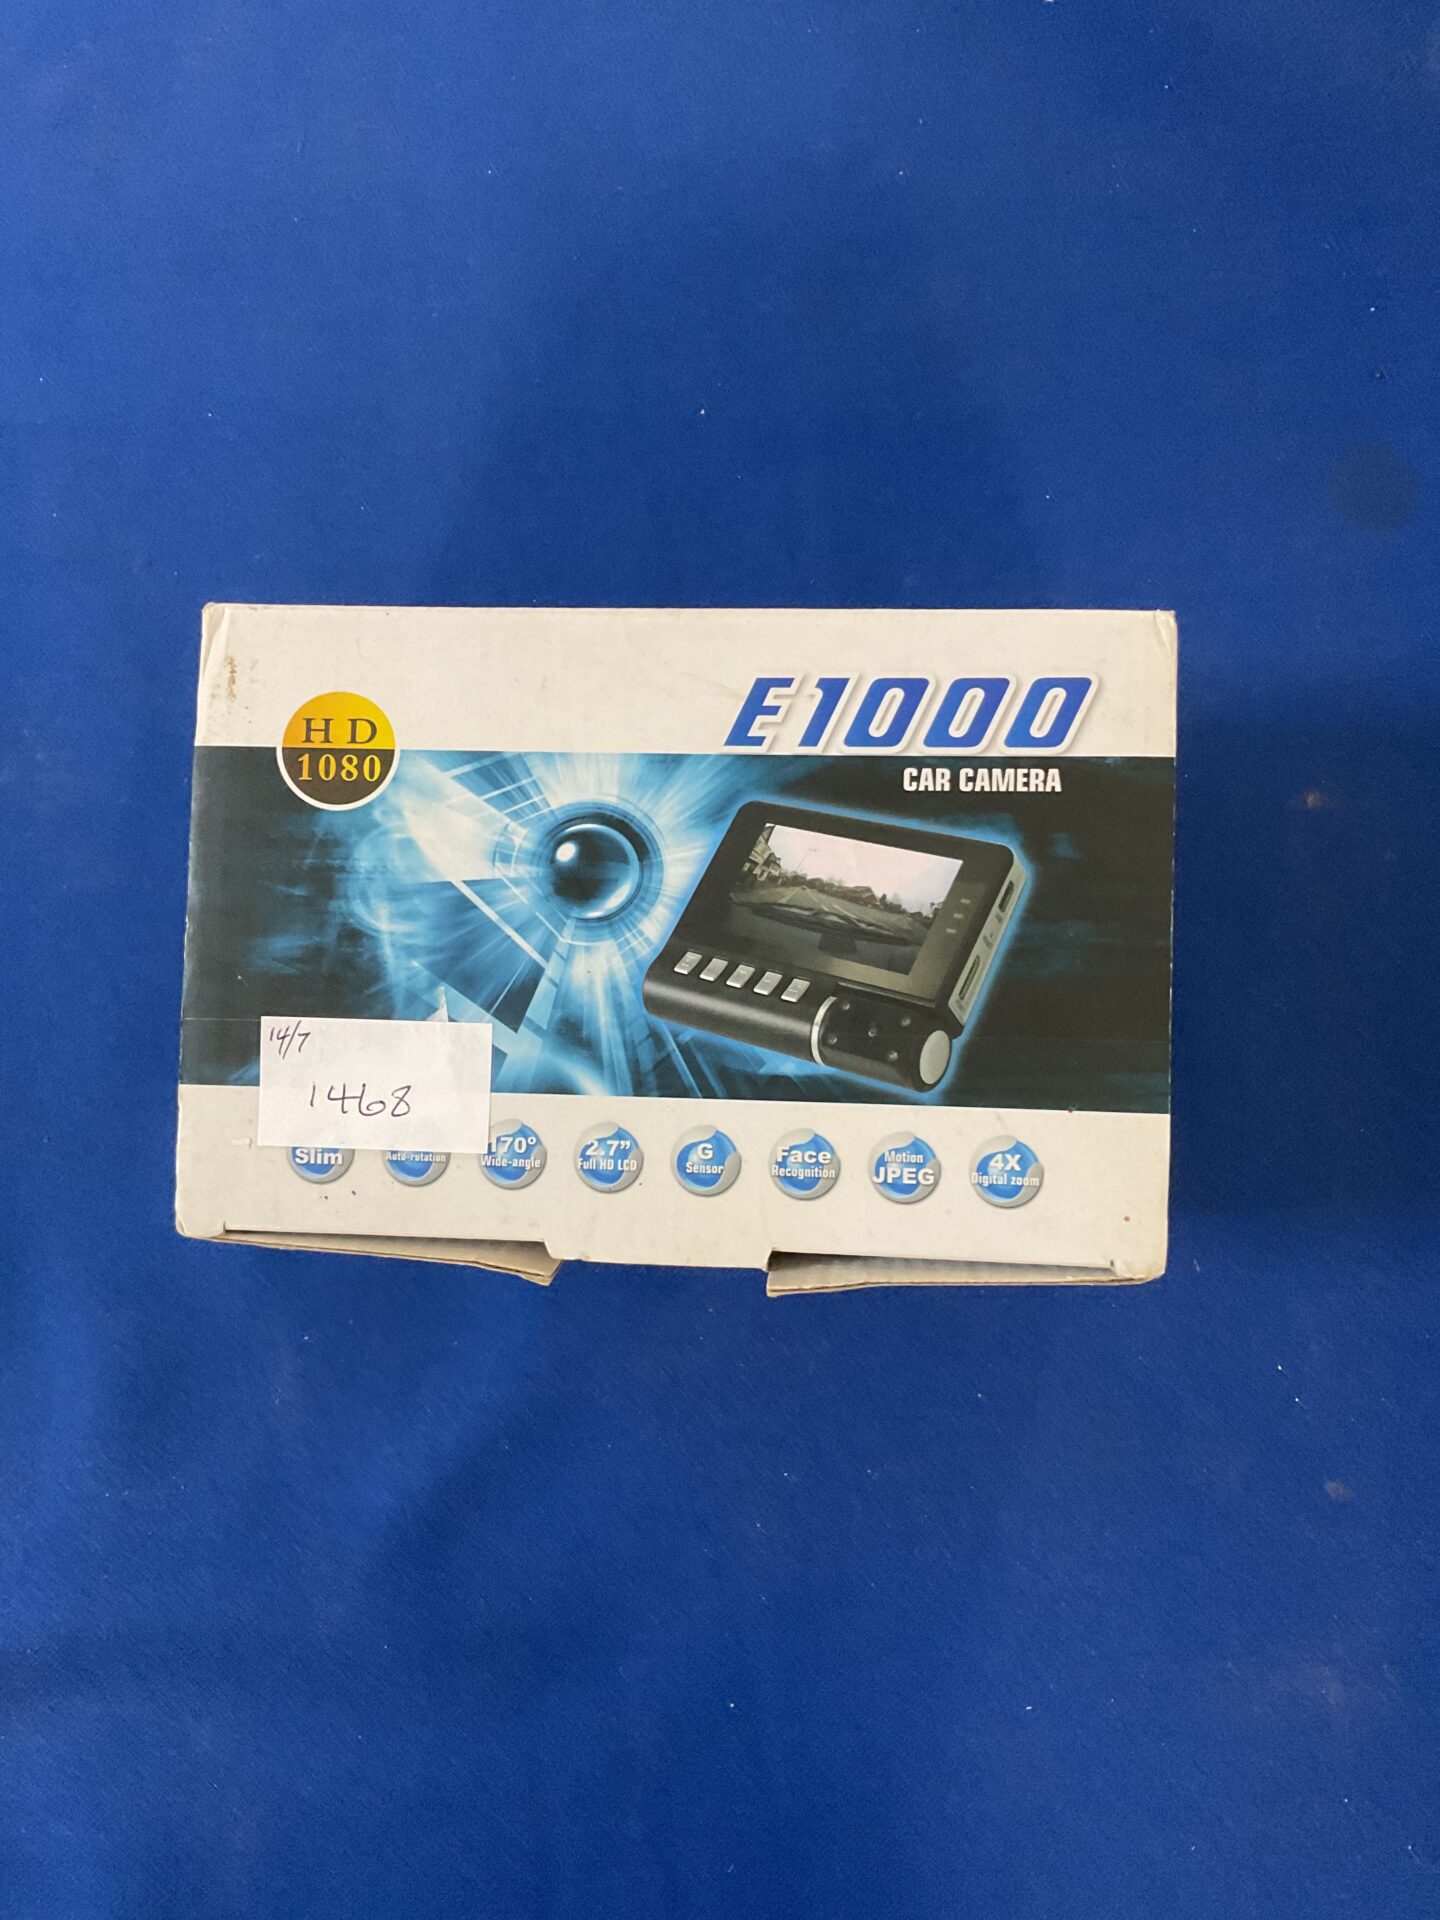 E1000
HD
1080
CAR CAMERA
14/7
1468
Slim
Auto-rotation
170°
Wide-angle
2.7”
Full HD LCD
G
Sensor
Face
Recognition
Motion
JPEG
4X
Digital zoom